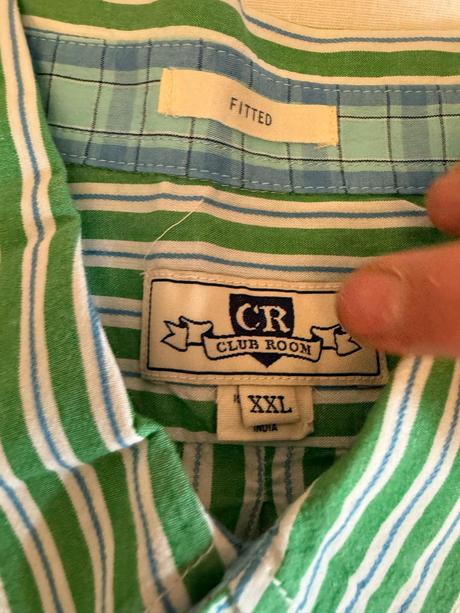 FITTED
CR
CLUB ROOM
XXL
INDIA